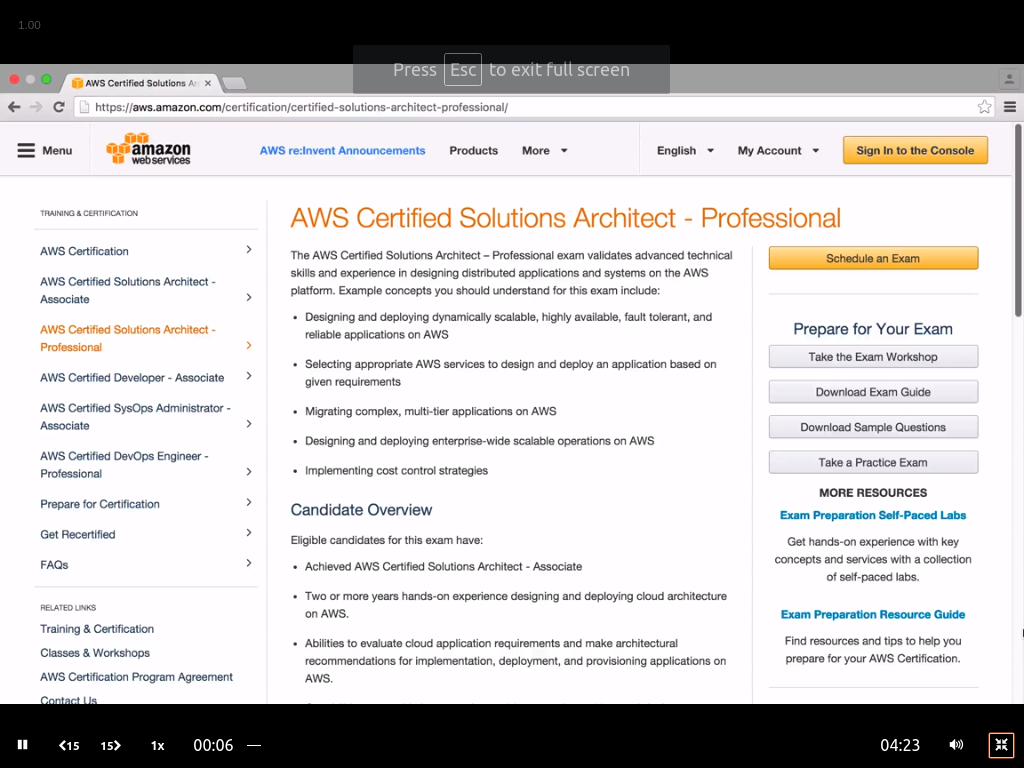 1.00
Press Esc to exit full screen
AWS Certified Solutions Ar
https://aws.amazon.com/certification/certified-solutions-architect-professional/
Menu
amazon
web services
AWS re:Invent Announcements
Products
More
English
My Account
Sign In to the Console
TRAINING & CERTIFICATION
AWS Certification
AWS Certified Solutions Architect -
Associate
AWS Certified Solutions Architect -
Professional
AWS Certified Developer - Associate
AWS Certified SysOps Administrator -
Associate
AWS Certified DevOps Engineer -
Professional
Prepare for Certification
Get Recertified
FAQs
RELATED LINKS
Training & Certification
Classes & Workshops
AWS Certification Program Agreement
Contact Us
AWS Certified Solutions Architect - Professional
The AWS Certified Solutions Architect – Professional exam validates advanced technical
skills and experience in designing distributed applications and systems on the AWS
platform. Example concepts you should understand for this exam include:
• Designing and deploying dynamically scalable, highly available, fault tolerant, and
reliable applications on AWS
• Selecting appropriate AWS services to design and deploy an application based on
given requirements
• Migrating complex, multi-tier applications on AWS
• Designing and deploying enterprise-wide scalable operations on AWS
• Implementing cost control strategies
Candidate Overview
Eligible candidates for this exam have:
• Achieved AWS Certified Solutions Architect - Associate
• Two or more years hands-on experience designing and deploying cloud architecture
on AWS.
• Abilities to evaluate cloud application requirements and make architectural
recommendations for implementation, deployment, and provisioning applications on
AWS.
Schedule an Exam
Prepare for Your Exam
Take the Exam Workshop
Download Exam Guide
Download Sample Questions
Take a Practice Exam
MORE RESOURCES
Exam Preparation Self-Paced Labs
Get hands-on experience with key
concepts and services with a collection
of self-paced labs.
Exam Preparation Resource Guide
Find resources and tips to help you
prepare for your AWS Certification.
15
15
1x
00:06
04:23